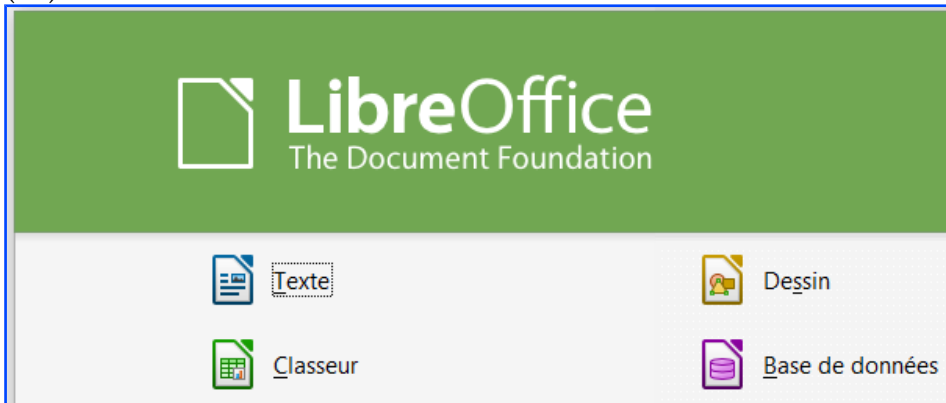 LibreOffice
The Document Foundation
Texte
Dessin
Classeur
Base de données